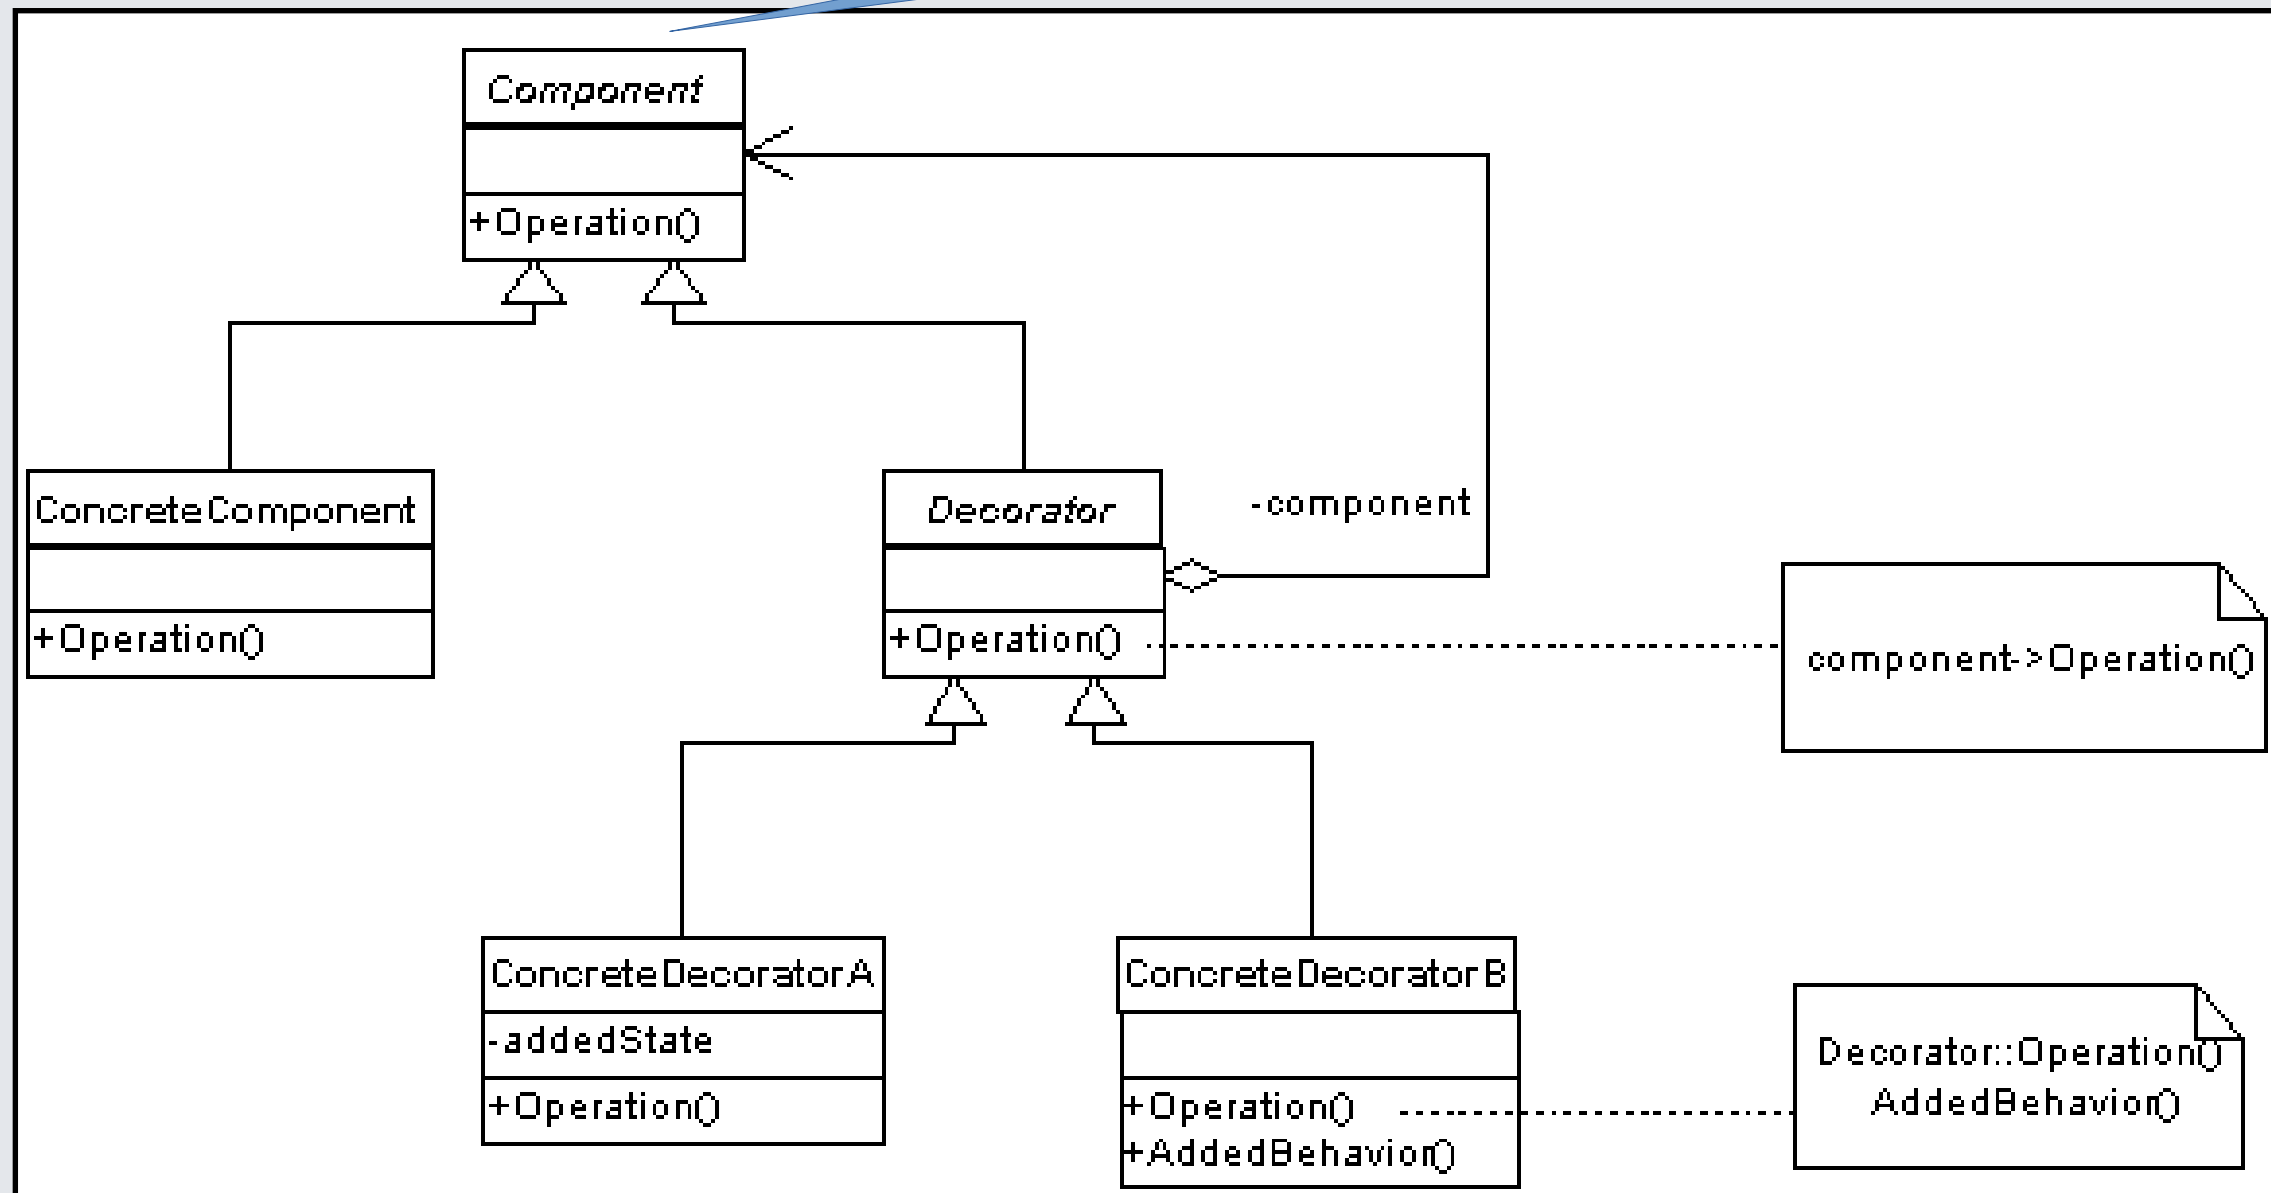 Component
+Operation()
ConcreteComponent
+Operation()
Decorator
+Operation()
-component
component->Operation()
ConcreteDecoratorA
-addedState
+Operation()
ConcreteDecoratorB
+Operation()
+AddedBehavior()
Decorator::Operation()
AddedBehavior()